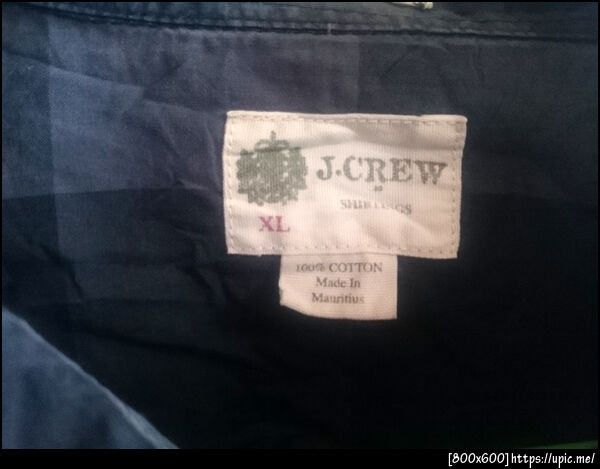 J.CREW
SHIRTINGS
XL
100% COTTON
Made In
Mauritius
[800x600]https://upic.me/